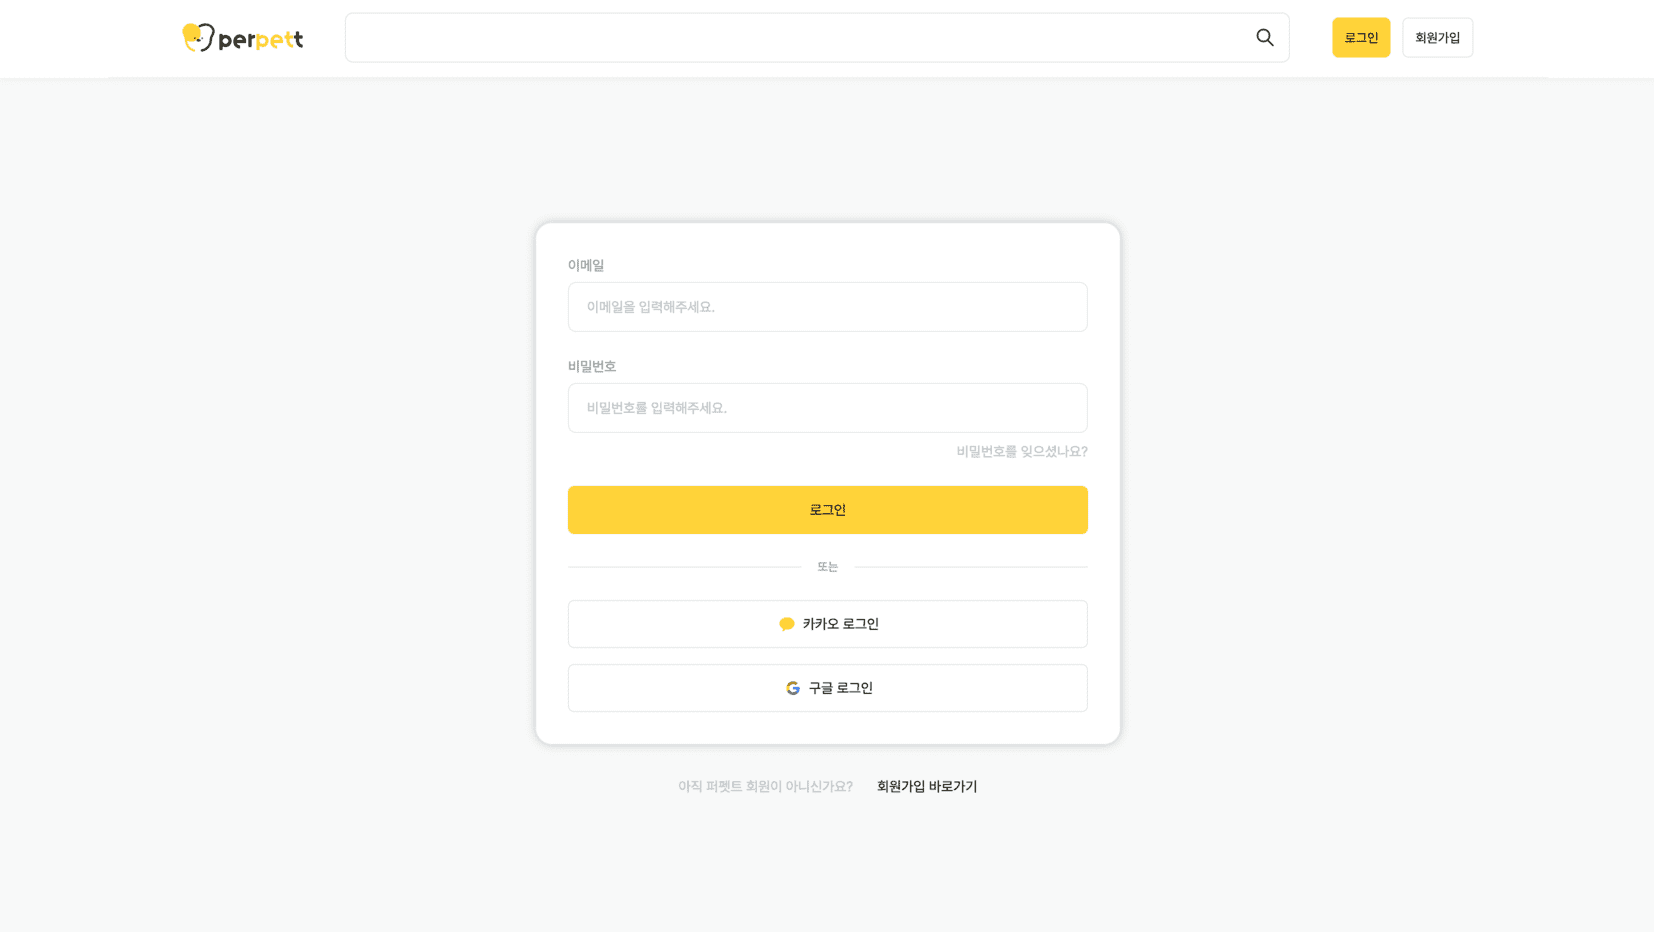 perpett
로그인
회원가입
이메일
이메일을 입력해주세요.
비밀번호
비밀번호를 입력해주세요.
비밀번호를 잊으셨나요?
로그인
또는
카카오 로그인
구글 로그인
아직 퍼펫트 회원이 아니신가요? 회원가입 바로가기